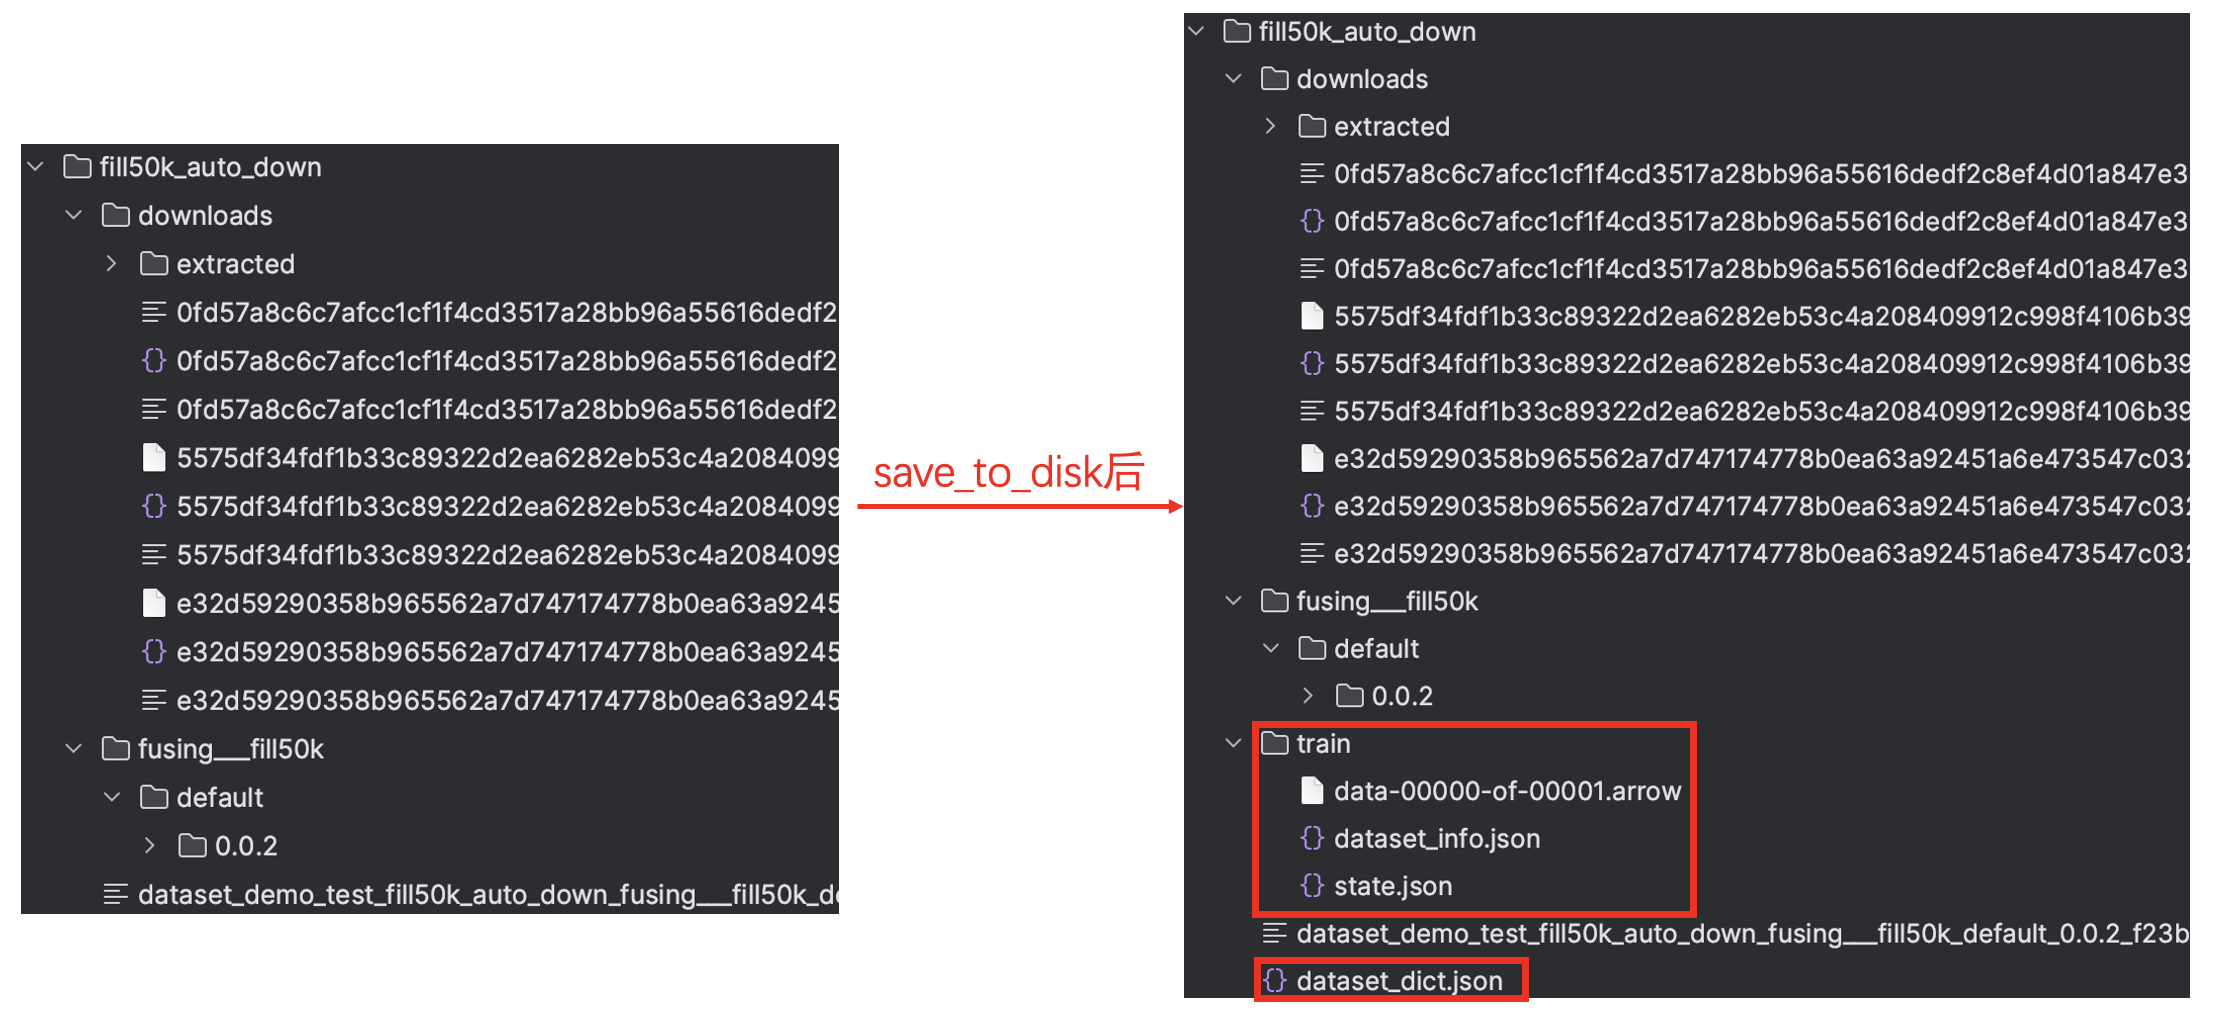 fill50k_auto_down
downloads
extracted
0fd57a8c6c7afcc1cf1f4cd3517a28bb96a55616dedf2
0fd57a8c6c7afcc1cf1f4cd3517a28bb96a55616dedf2
0fd57a8c6c7afcc1cf1f4cd3517a28bb96a55616dedf2
5575df34fdf1b33c89322d2ea6282eb53c4a2084099
5575df34fdf1b33c89322d2ea6282eb53c4a2084099
5575df34fdf1b33c89322d2ea6282eb53c4a2084099
e32d59290358b965562a7d747174778b0ea63a9245
e32d59290358b965562a7d747174778b0ea63a9245
e32d59290358b965562a7d747174778b0ea63a9245
fusing___fill50k
default
0.0.2
dataset_demo_test_fill50k_auto_down_fusing___fill50k_d
save_to_disk后
fill50k_auto_down
downloads
extracted
0fd57a8c6c7afcc1cf1f4cd3517a28bb96a55616dedf2c8ef4d01a847e3
0fd57a8c6c7afcc1cf1f4cd3517a28bb96a55616dedf2c8ef4d01a847e3
0fd57a8c6c7afcc1cf1f4cd3517a28bb96a55616dedf2c8ef4d01a847e3
5575df34fdf1b33c89322d2ea6282eb53c4a208409912c998f4106b39
5575df34fdf1b33c89322d2ea6282eb53c4a208409912c998f4106b39
5575df34fdf1b33c89322d2ea6282eb53c4a208409912c998f4106b39
e32d59290358b965562a7d747174778b0ea63a92451a6e473547c032
e32d59290358b965562a7d747174778b0ea63a92451a6e473547c032
e32d59290358b965562a7d747174778b0ea63a92451a6e473547c032
fusing___fill50k
default
0.0.2
train
data-00000-of-00001.arrow
dataset_info.json
state.json
dataset_demo_test_fill50k_auto_down_fusing___fill50k_default_0.0.2_f23b
dataset_dict.json